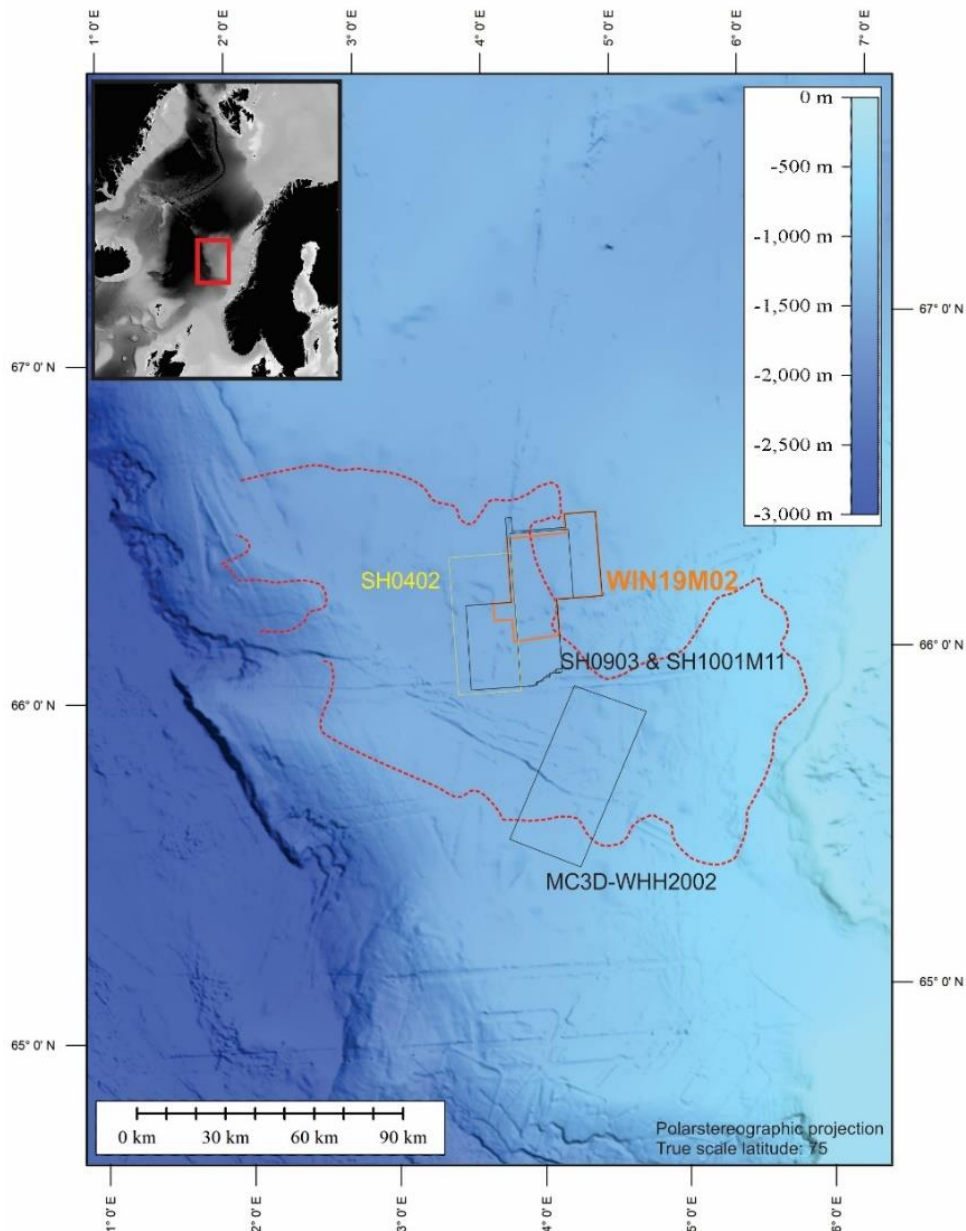 1° 0' E
2° 0' E
3° 0' E
4° 0' E
5° 0' E
6° 0' E
7° 0' E
0 m
-500 m
-1,000 m
-1,500 m
-2,000 m
-2,500 m
-3,000 m
67° 0' N
67° 0' N
SH0402
WIN19M02
66° 0' N
SH0903 & SH1001M11
66° 0' N
MC3D-WHH2002
65° 0' N
65° 0' N
0 km
30 km
60 km
90 km
Polarstereographic projection
True scale latitude: 75
1° 0' E
2° 0' E
3° 0' E
4° 0' E
5° 0' E
6° 0' E